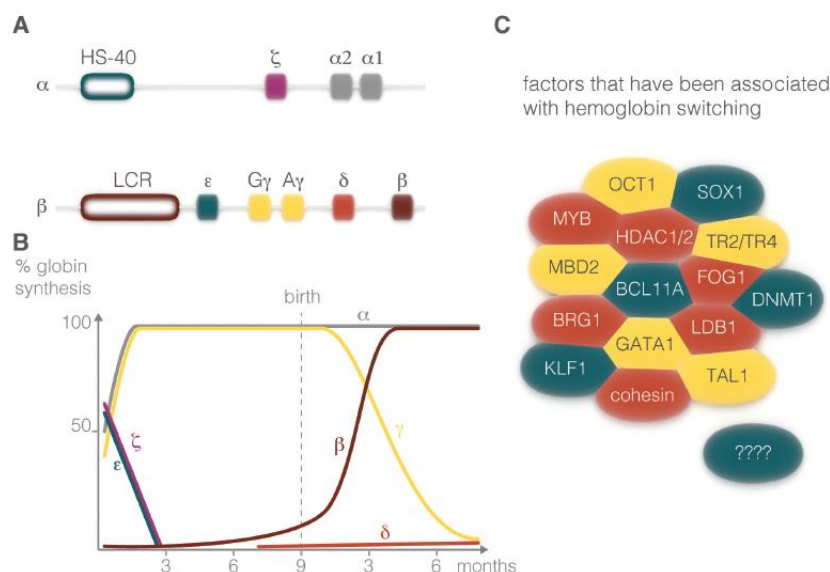 A
HS-40 ζ α2 α1
α
LCR ε Gγ Aγ δ β
β
B
% globin
synthesis
birth
α
100
50
ζ
ε
β
γ
δ
3 6 9 3 6 months
C
factors that have been associated
with hemoglobin switching
OCT1
SOX1
MYB
HDAC1/2
TR2/TR4
MBD2
BCL11A
FOG1
DNMT1
BRG1
GATA1
LDB1
KLF1
TAL1
cohesin
????